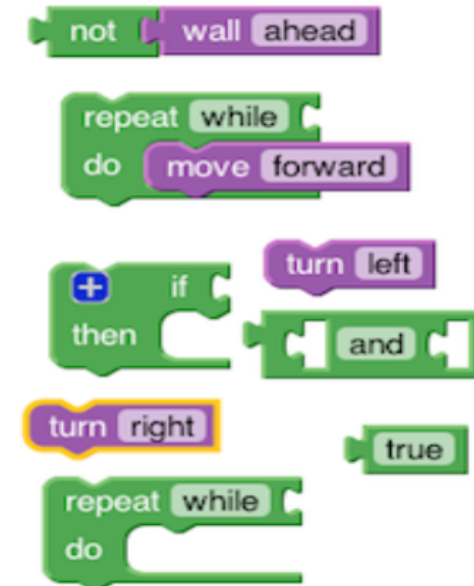 not wall ahead
repeat while
do move forward
turn left
if
then
and
turn right
true
repeat while
do